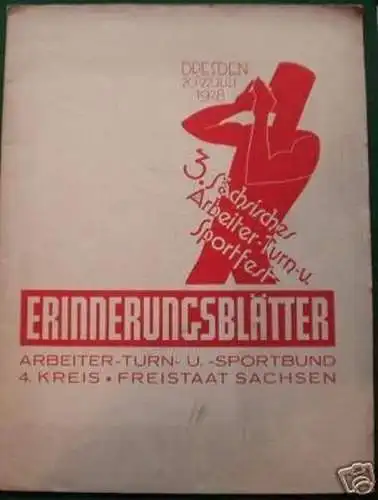 DRESDEN
20.-22. JULI
1928
3. Sächsisches
Arbeiter-Turn-u.
Sportfest
ERINNERUNGSBLÄTTER
ARBEITER-TURN- U. -SPORTBUND
4. KREIS • FREISTAAT SACHSEN